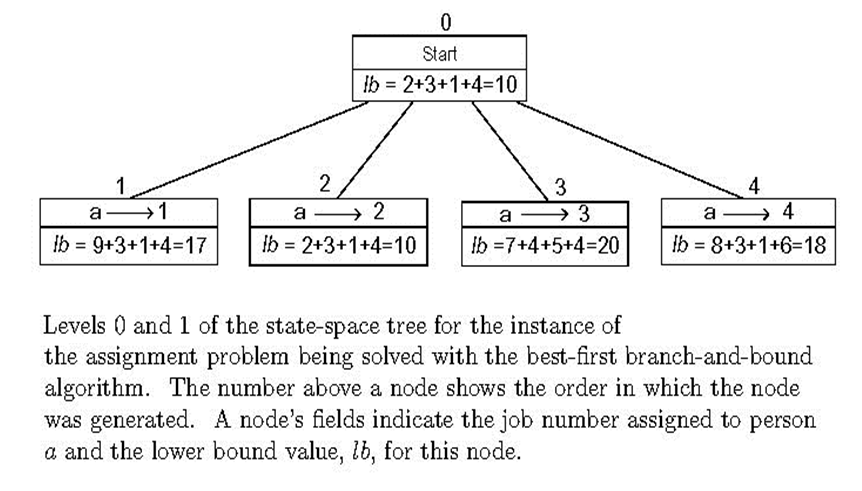 0
Start
lb = 2+3+1+4=10
1 2 3 4
a → 1 a → 2 a → 3 a → 4
lb = 9+3+1+4=17 lb = 2+3+1+4=10 lb =7+4+5+4=20 lb = 8+3+1+6=18
Levels 0 and 1 of the state-space tree for the instance of
the assignment problem being solved with the best-first branch-and-bound
algorithm. The number above a node shows the order in which the node
was generated. A node's fields indicate the job number assigned to person
a and the lower bound value, lb, for this node.